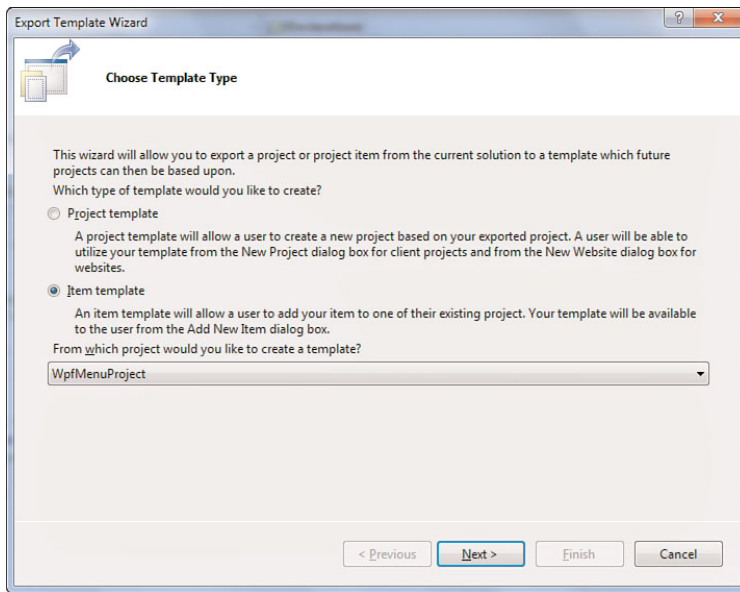 Export Template Wizard
?
X
Choose Template Type
This wizard will allow you to export a project or project item from the current solution to a template which future
projects can then be based upon.
Which type of template would you like to create?
Project template
A project template will allow a user to create a new project based on your exported project. A user will be able to
utilize your template from the New Project dialog box for client projects and from the New Website dialog box for
websites.
Item template
An item template will allow a user to add your item to one of their existing project. Your template will be available
to the user from the Add New Item dialog box.
From which project would you like to create a template?
WpfMenuProject
< Previous
Next >
Finish
Cancel